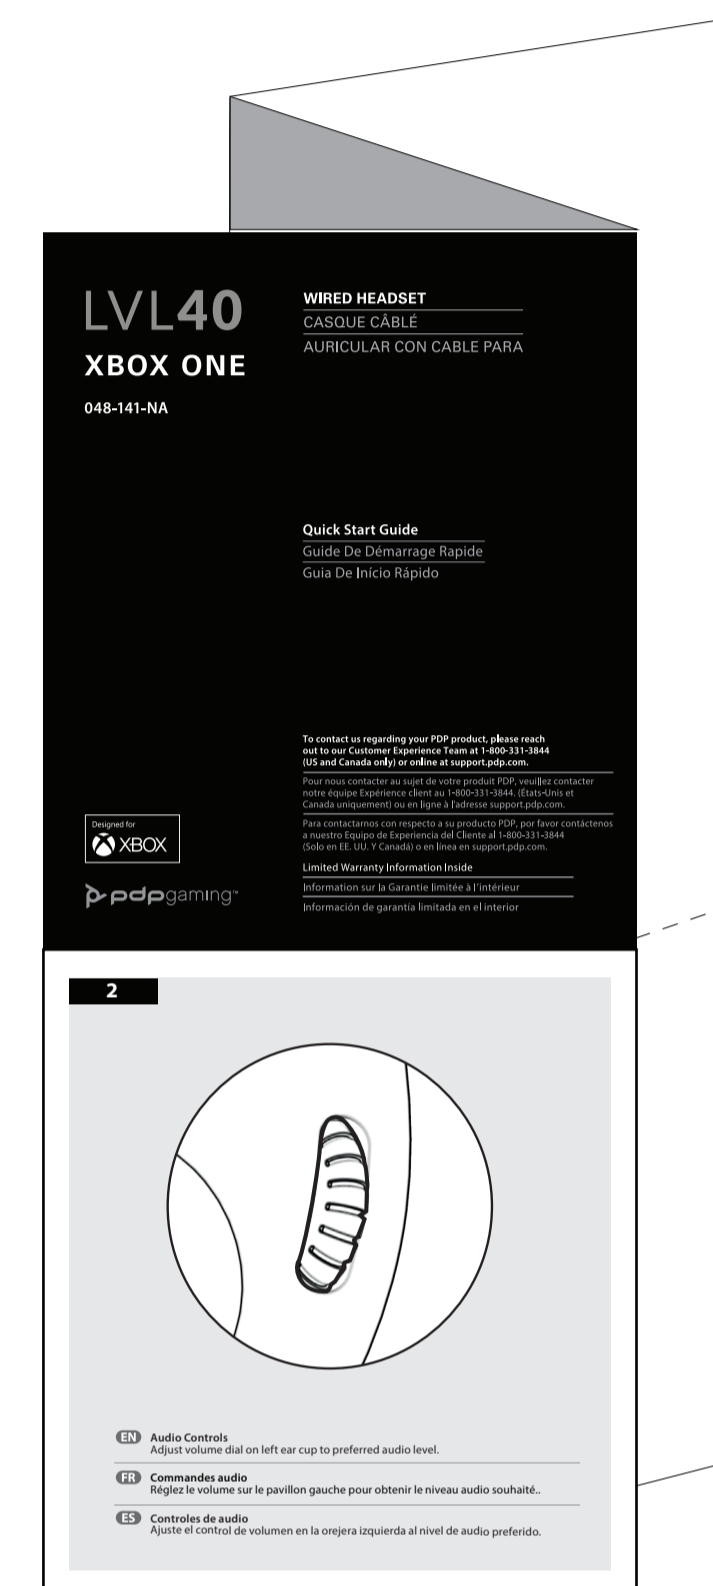 LVL40
XBOX ONE
048-141-NA
WIRED HEADSET
CASQUE CÂBLÉ
AURICULAR CON CABLE PARA
Quick Start Guide
Guide De Démarrage Rapide
Guia De Início Rápido
To contact us regarding your PDP product, please reach
out to our Customer Experience Team at 1-800-331-3844
(US and Canada only) or online at support.pdp.com.
Pour nous contacter au sujet de votre produit PDP, veuillez contacter
notre équipe Expérience client au 1-800-331-3844. (États-Unis et
Canada uniquement) ou en ligne à l'adresse support.pdp.com.
Para contactarnos con respecto a su producto PDP, por favor contáctenos
a nuestro Equipo de Experiencia del Cliente al 1-800-331-3844
(Solo en EE. UU. Y Canadá) o en línea en support.pdp.com.
Limited Warranty Information Inside
Information sur la Garantie limitée à l'intérieur
Información de garantía limitada en el interior
Designed for
XBOX
pdpgaming™
2
EN Audio Controls
Adjust volume dial on left ear cup to preferred audio level.
FR Commandes audio
Réglez le volume sur le pavillon gauche pour obtenir le niveau audio souhaité..
ES Controles de audio
Ajuste el control de volumen en la orejera izquierda al nivel de audio preferido.